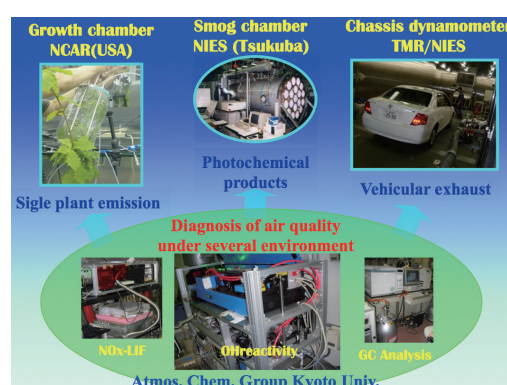 Growth chamber
NCAR(USA)
Smog chamber
NIES (Tsukuba)
Chassis dynamometer
TMR/NIES
Photochemical
products
Sigle plant emission
Vehicular exhaust
Diagnosis of air quality
under several environment
NOx-LIF
OHreactivity
GC Analysis
Atmos. Chem. Group Kyoto Univ.